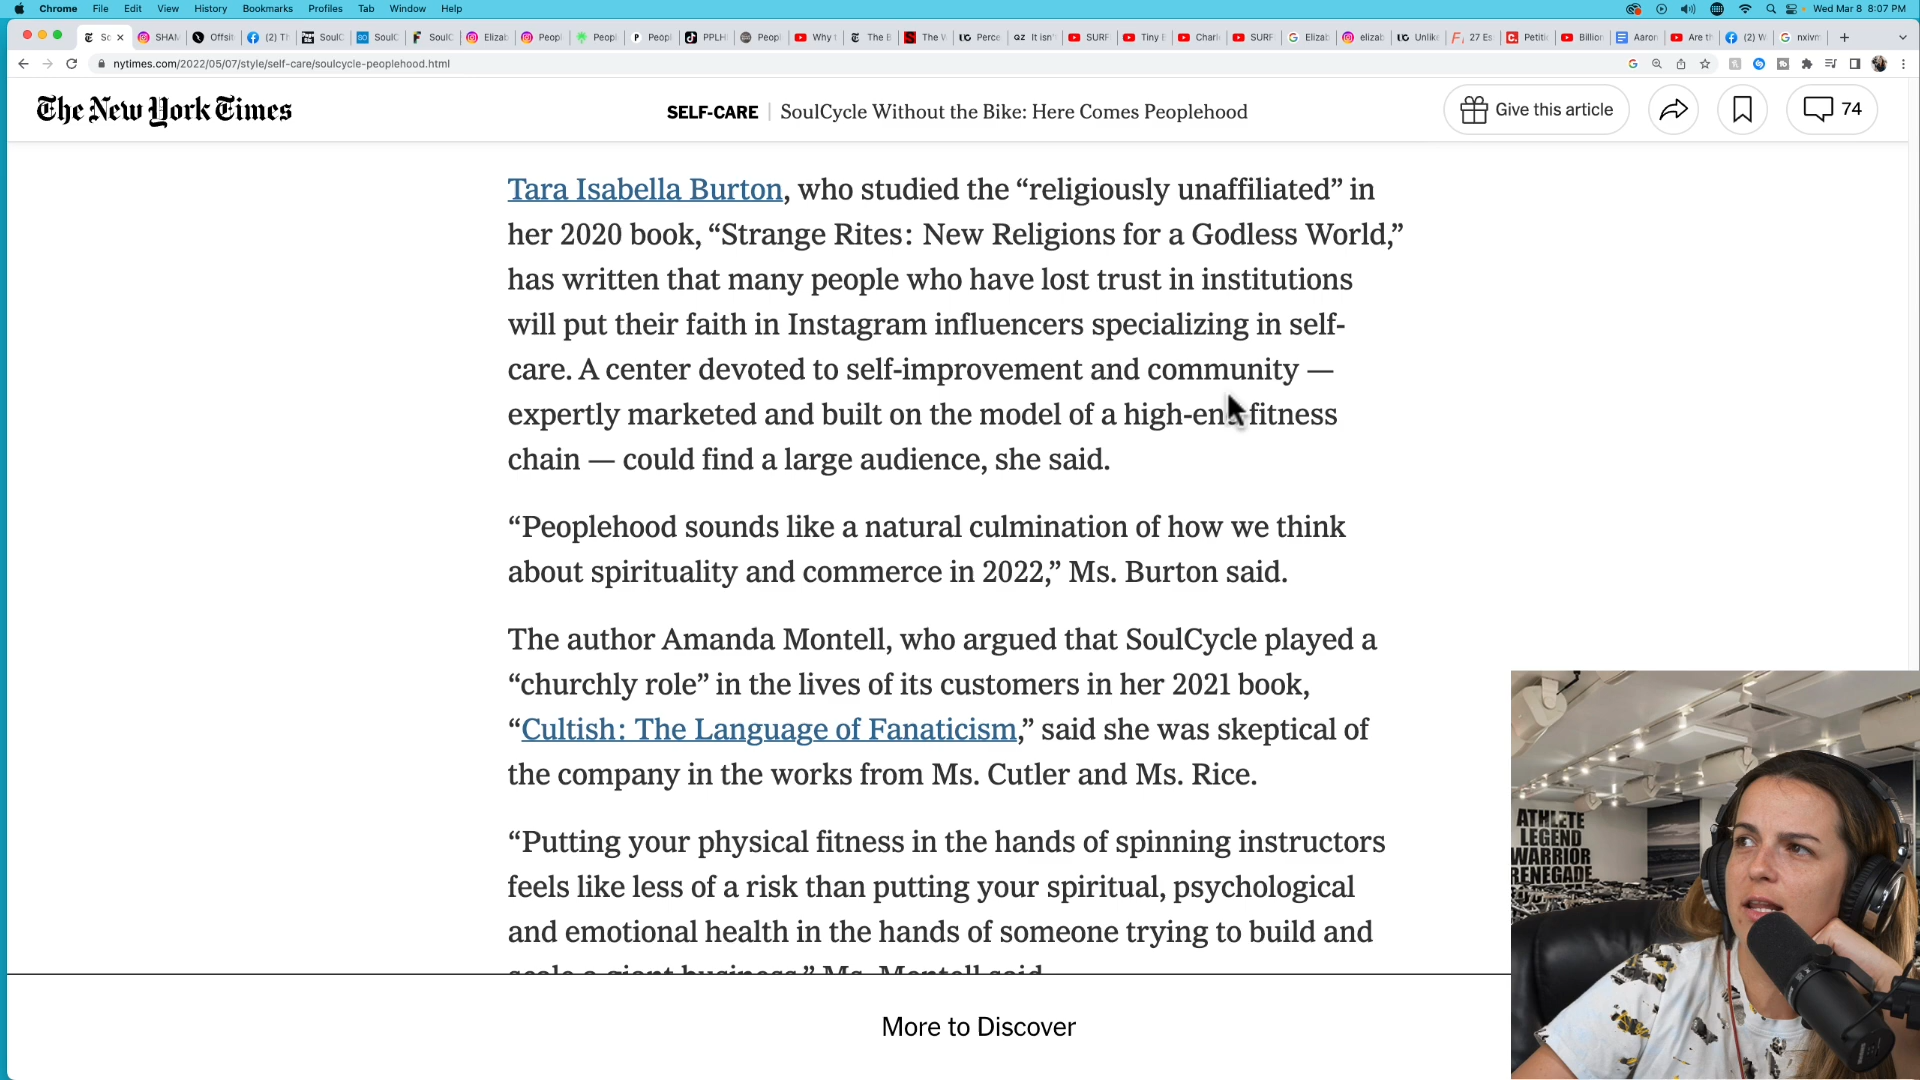 Chrome File Edit View History Bookmarks Profiles Tab Window Help
Wed Mar 8 8:07 PM
nytimes.com/2022/05/07/style/self-care/soulcycle-peoplehood.html
The New York Times
SELF-CARE | SoulCycle Without the Bike: Here Comes Peoplehood
Give this article
74
Tara Isabella Burton, who studied the “religiously unaffiliated” in
her 2020 book, “Strange Rites: New Religions for a Godless World,”
has written that many people who have lost trust in institutions
will put their faith in Instagram influencers specializing in self-
care. A center devoted to self-improvement and community —
expertly marketed and built on the model of a high-end fitness
chain — could find a large audience, she said.
“Peoplehood sounds like a natural culmination of how we think
about spirituality and commerce in 2022,” Ms. Burton said.
The author Amanda Montell, who argued that SoulCycle played a
“churchly role” in the lives of its customers in her 2021 book,
“Cultish: The Language of Fanaticism,” said she was skeptical of
the company in the works from Ms. Cutler and Ms. Rice.
“Putting your physical fitness in the hands of spinning instructors
feels like less of a risk than putting your spiritual, psychological
and emotional health in the hands of someone trying to build and
scale a giant business,” Ms. Montell said.
More to Discover
ATHLETE
LEGEND
WARRIOR
RENEGADE